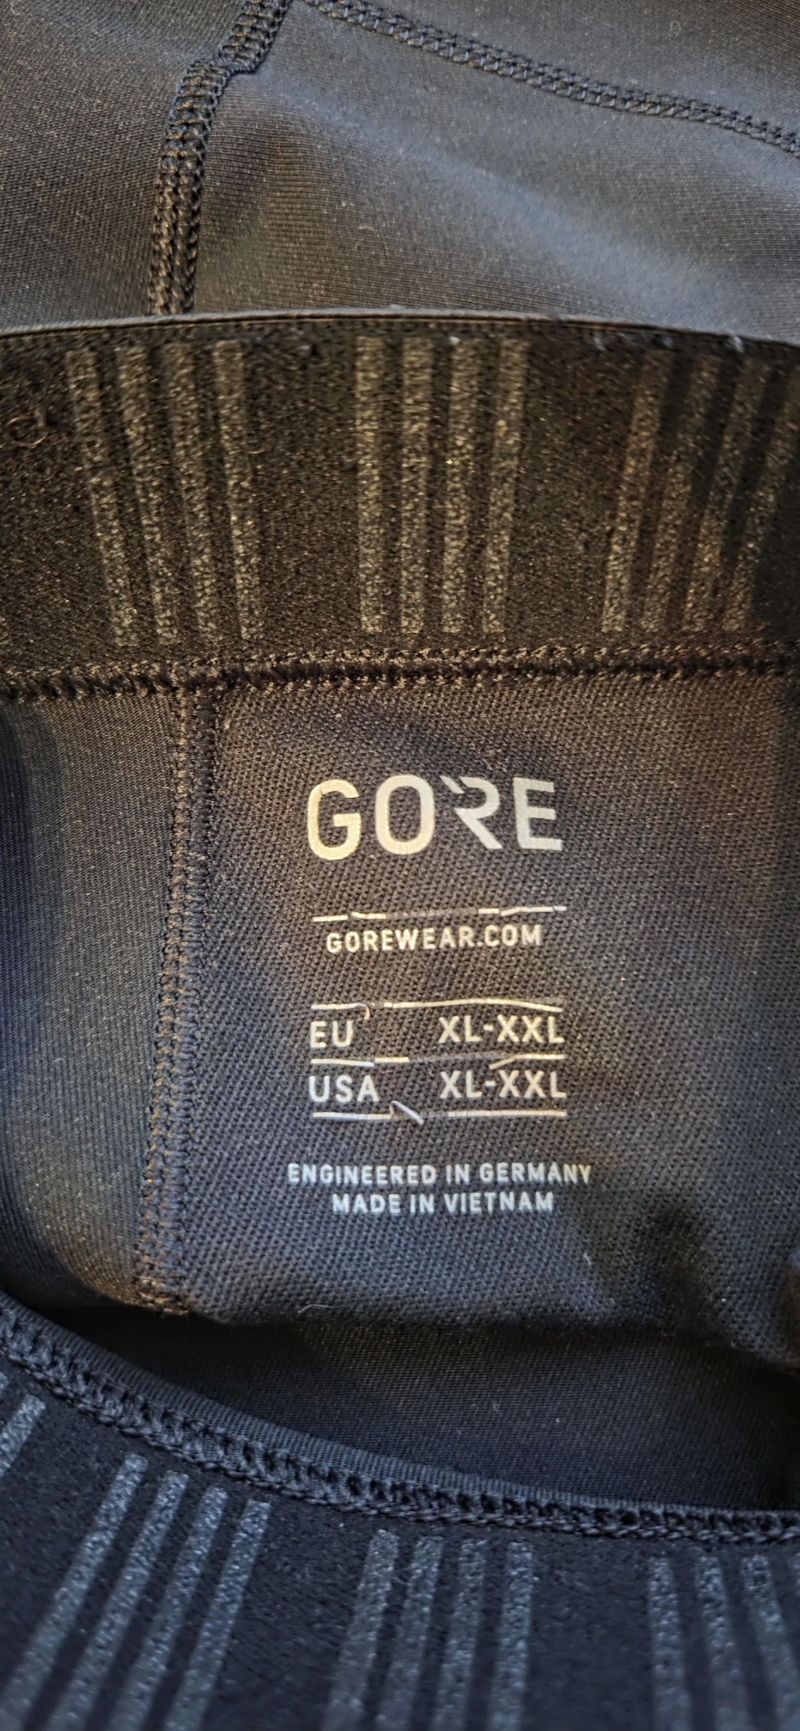 GORE
GOREWEAR.COM
EU XL-XXL
USA XL-XXL
ENGINEERED IN GERMANY
MADE IN VIETNAM